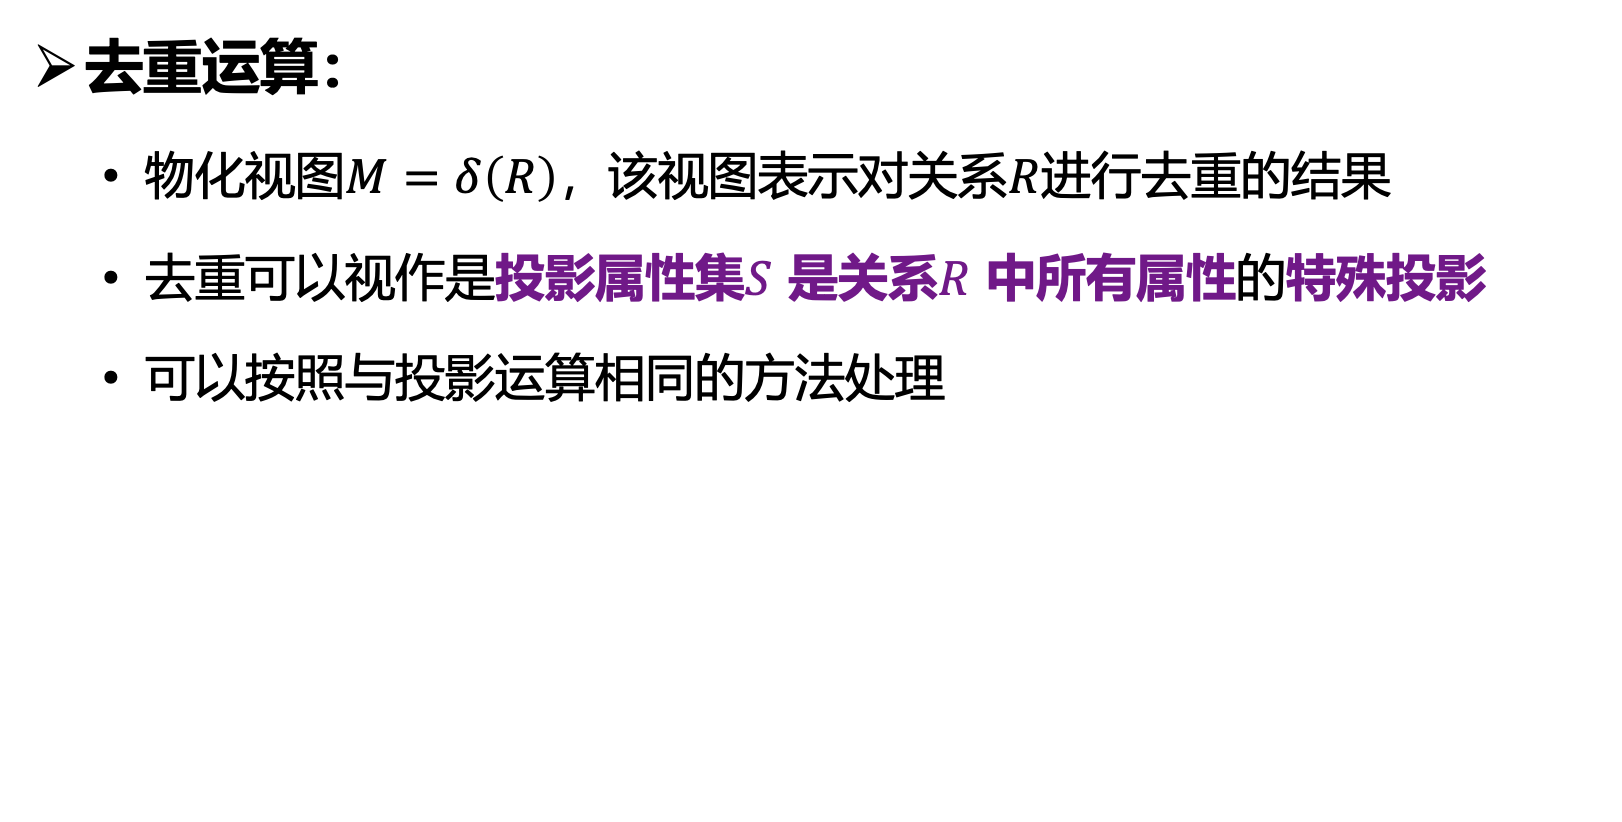 ➢去重运算：
• 物化视图M = δ(R)，该视图表示对关系R进行去重的结果
• 去重可以视作是投影属性集S 是关系R 中所有属性的特殊投影
• 可以按照与投影运算相同的方法处理